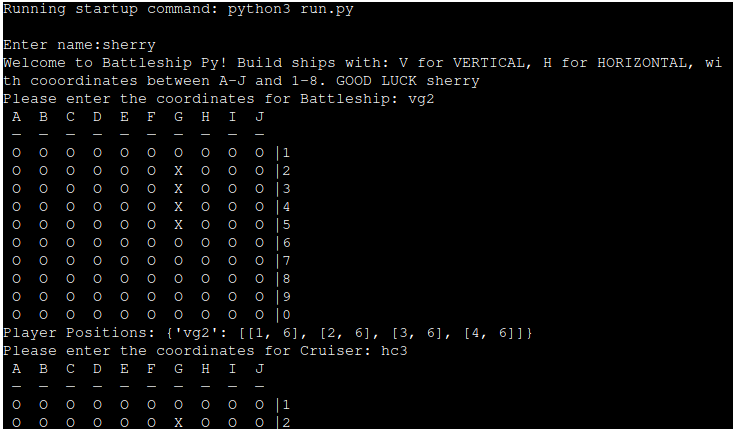 Running startup command: python3 run.py
Enter name:sherry
Welcome to Battleship Py! Build ships with: V for VERTICAL, H for HORIZONTAL, wi
th cooordinates between A-J and 1-8. GOOD LUCK sherry
Please enter the coordinates for Battleship: vg2
A B C D E F G H I J
— — — — — — — — — —
O O O O O O O O O O |1
O O O O O O X O O O |2
O O O O O O X O O O |3
O O O O O O X O O O |4
O O O O O O X O O O |5
O O O O O O O O O O |6
O O O O O O O O O O |7
O O O O O O O O O O |8
O O O O O O O O O O |9
O O O O O O O O O O |0
Player Positions: {'vg2': [[1, 6], [2, 6], [3, 6], [4, 6]]}
Please enter the coordinates for Cruiser: hc3
A B C D E F G H I J
— — — — — — — — — —
O O O O O O O O O O |1
O O O O O O X O O O |2